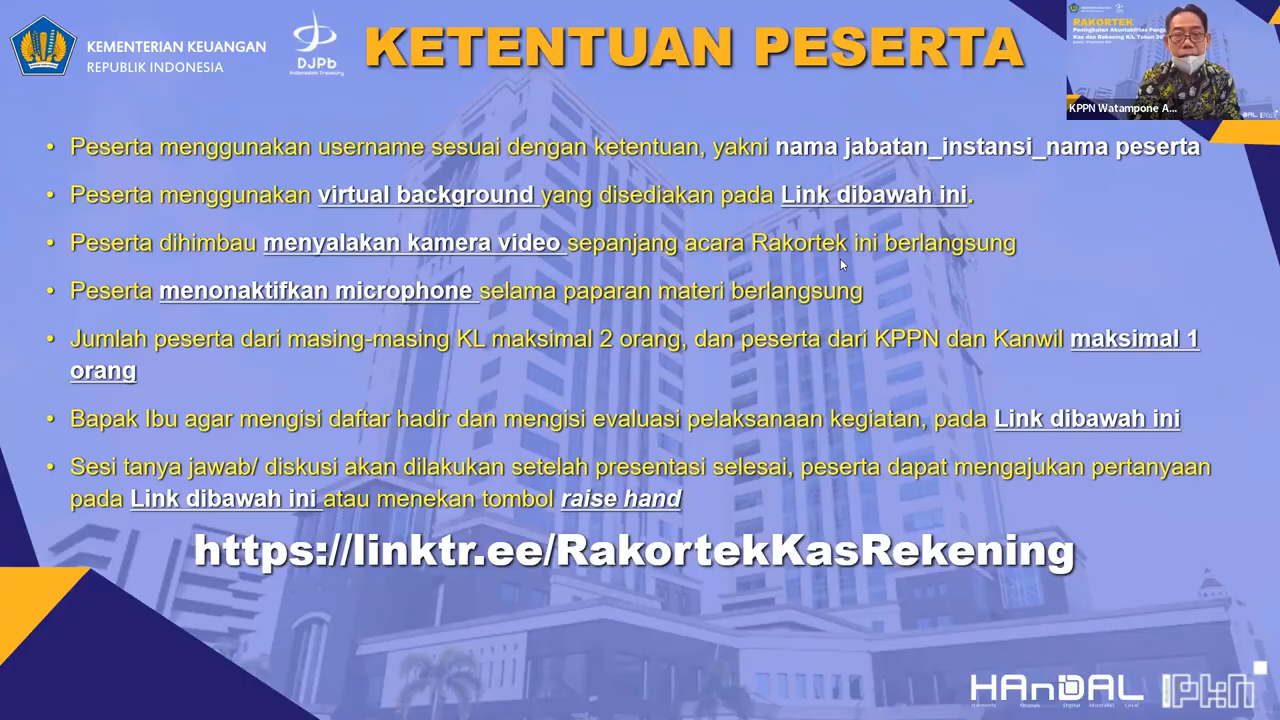 KEMENTERIAN KEUANGAN
REPUBLIK INDONESIA
DJPb
Indonesian Treasury
KETENTUAN PESERTA
RAKORTEK
KPPN Watampone A...
• Peserta menggunakan username sesuai dengan ketentuan, yakni nama jabatan_instansi_nama peserta
• Peserta menggunakan virtual background yang disediakan pada Link dibawah ini.
• Peserta dihimbau menyalakan kamera video sepanjang acara Rakortek ini berlangsung
• Peserta menonaktifkan microphone selama paparan materi berlangsung
• Jumlah peserta dari masing-masing KL maksimal 2 orang, dan peserta dari KPPN dan Kanwil maksimal 1
orang
• Bapak Ibu agar mengisi daftar hadir dan mengisi evaluasi pelaksanaan kegiatan, pada Link dibawah ini
• Sesi tanya jawab/ diskusi akan dilakukan setelah presentasi selesai, peserta dapat mengajukan pertanyaan
pada Link dibawah ini atau menekan tombol raise hand
https://linktr.ee/RakortekKasRekening
HAnDAL